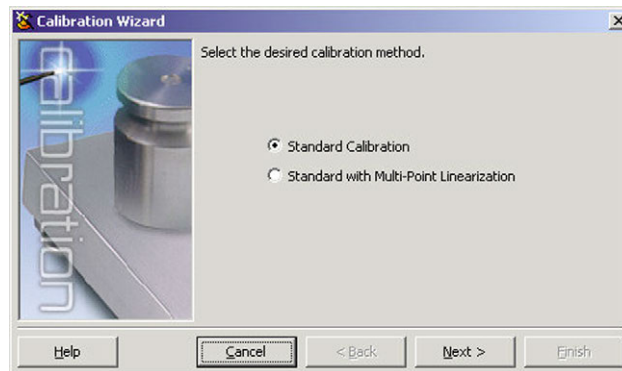 Calibration Wizard
Select the desired calibration method.
calibration
Standard Calibration
Standard with Multi-Point Linearization
Help
Cancel
< Back
Next >
Finish